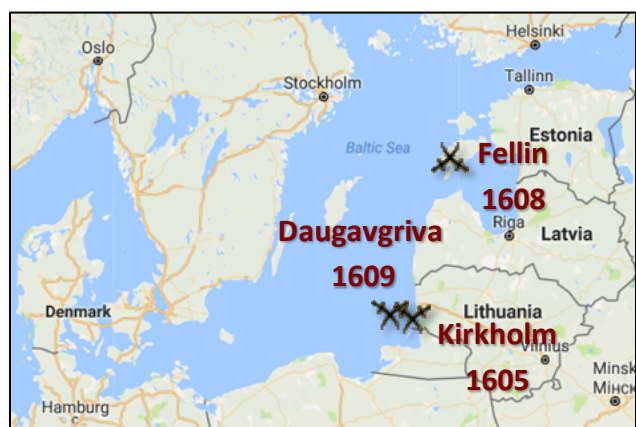 Oslo
Helsinki
Stockholm
Tallinn
Baltic Sea
Estonia
Fellin
1608
Riga
Latvia
Daugavgriva
1609
Denmark
Lithuania
Kirkholm
Vilnius
1605
Minsk
Мінск
Hamburg